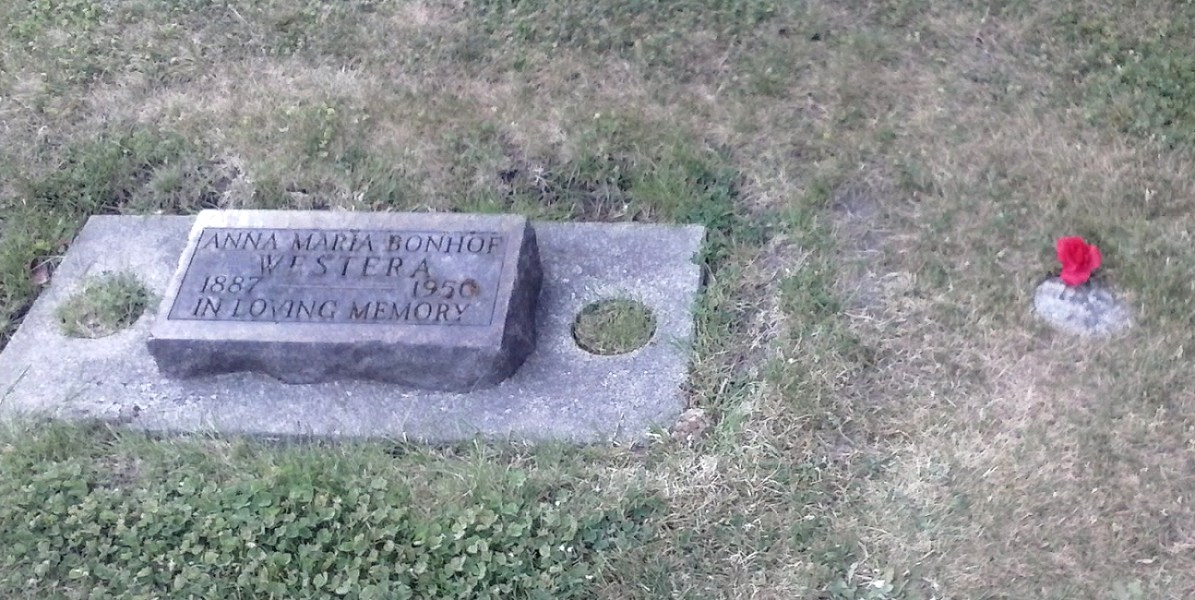 ANNA MARIA BONHOF
WESTERA
1887 1950
IN LOVING MEMORY